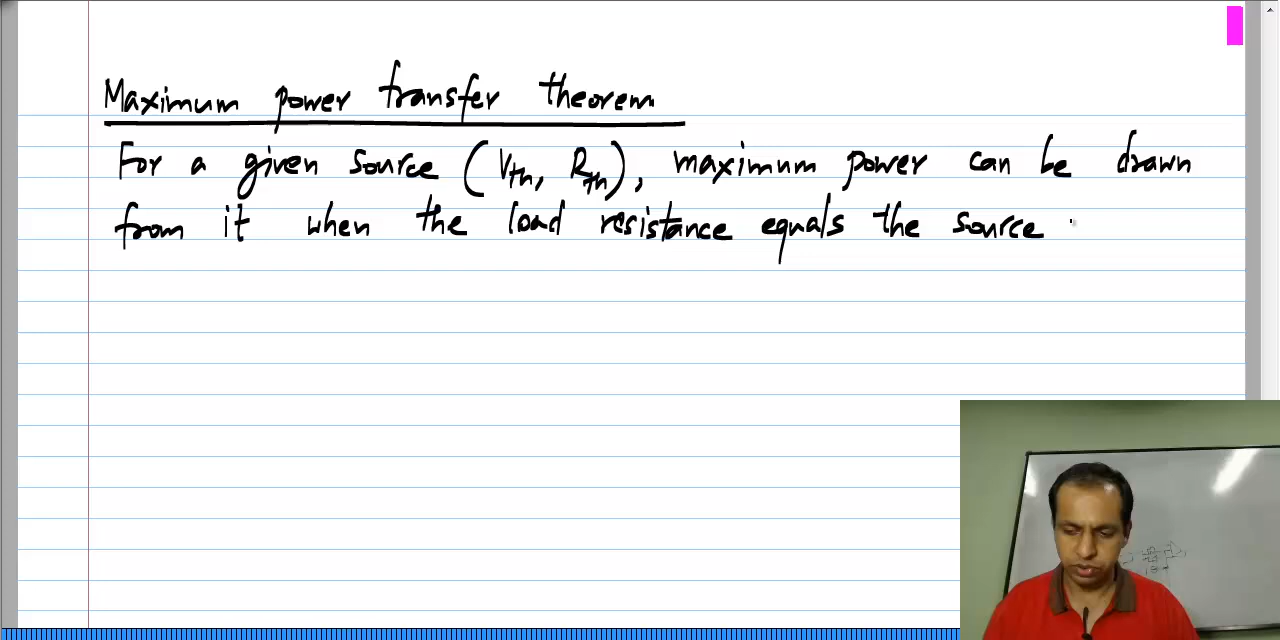 Maximum power transfer theorem
For a given source (Vth, Rth), maximum power can be drawn
from it when the load resistance equals the source